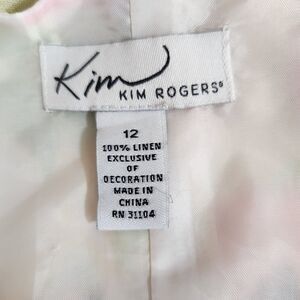 Kim
KIM ROGERS®
12
100% LINEN
EXCLUSIVE
OF
DECORATION
MADE IN
CHINA
RN 31104